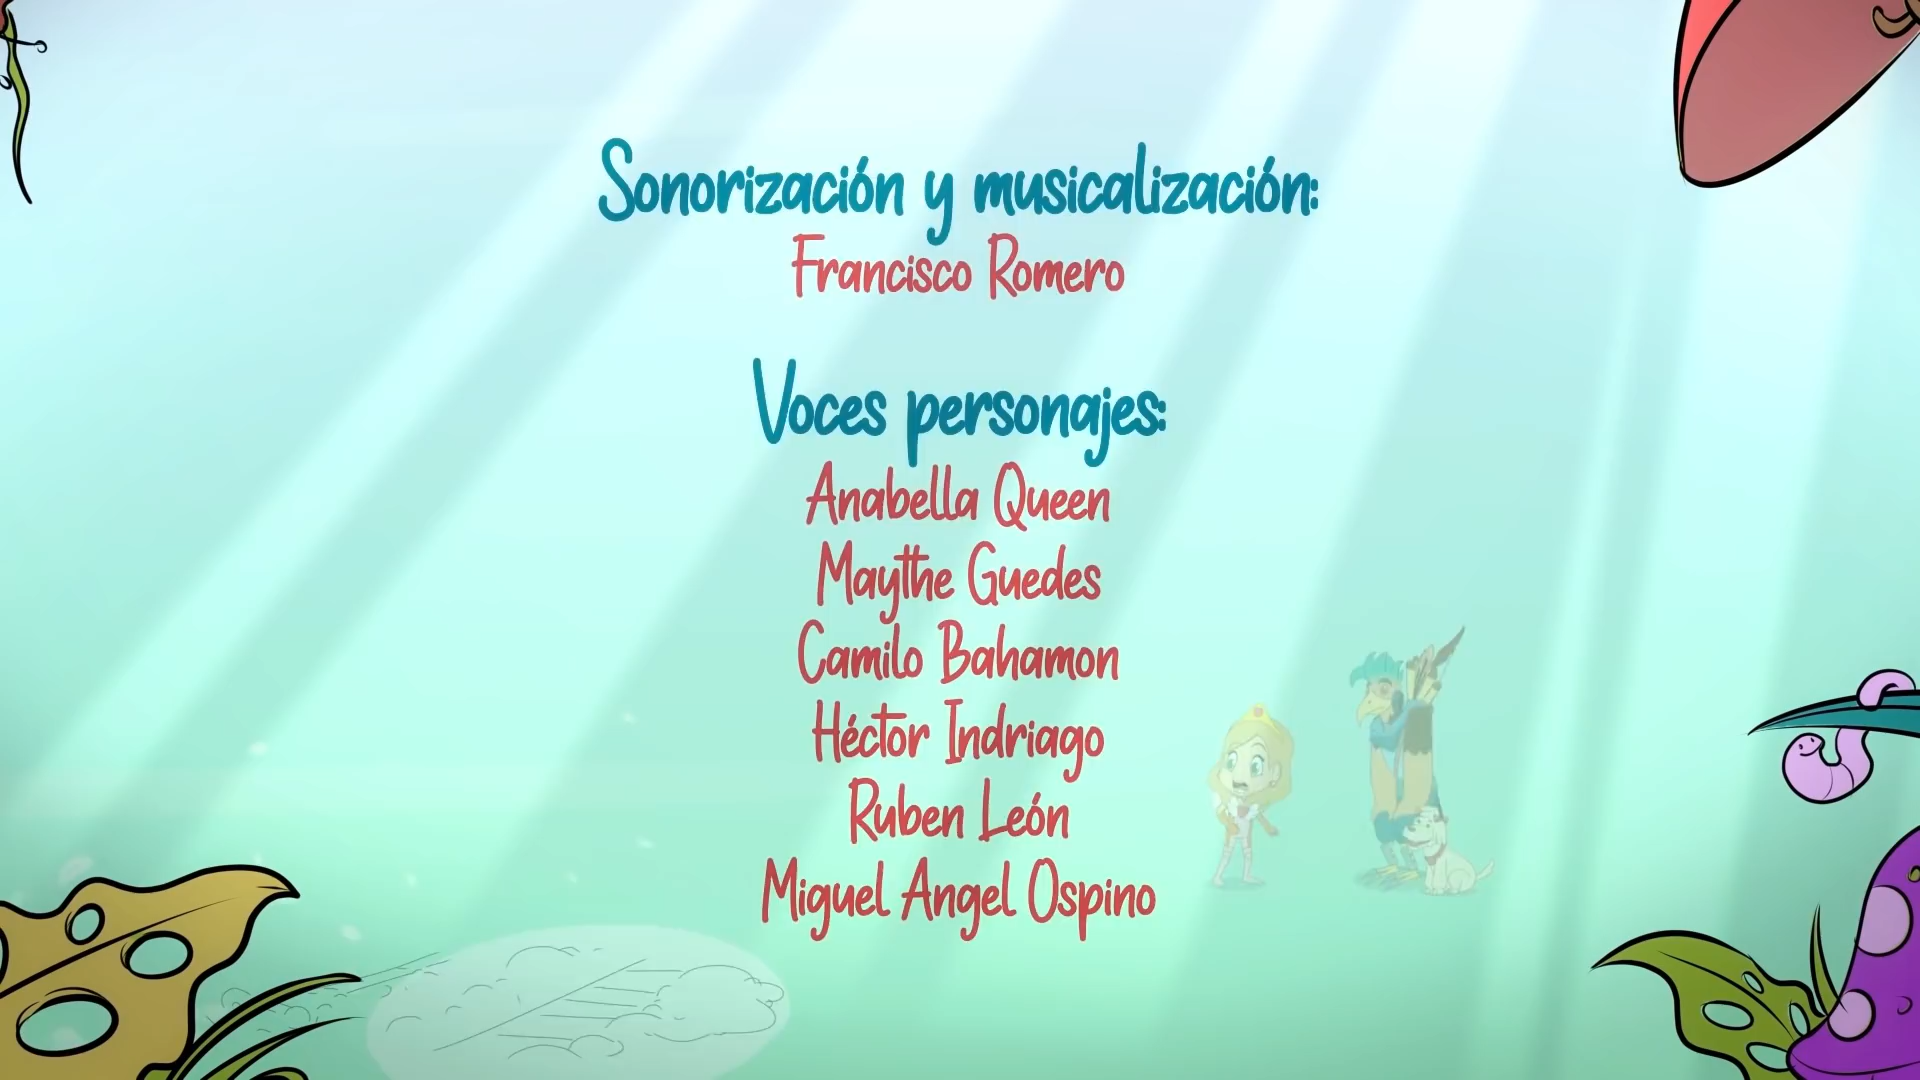 Sonorización y musicalización:
Francisco Romero
Voces personajes:
Anabella Queen
Maythe Guedes
Camilo Bahamon
Héctor Indriago
Ruben León
Miguel Angel Ospino